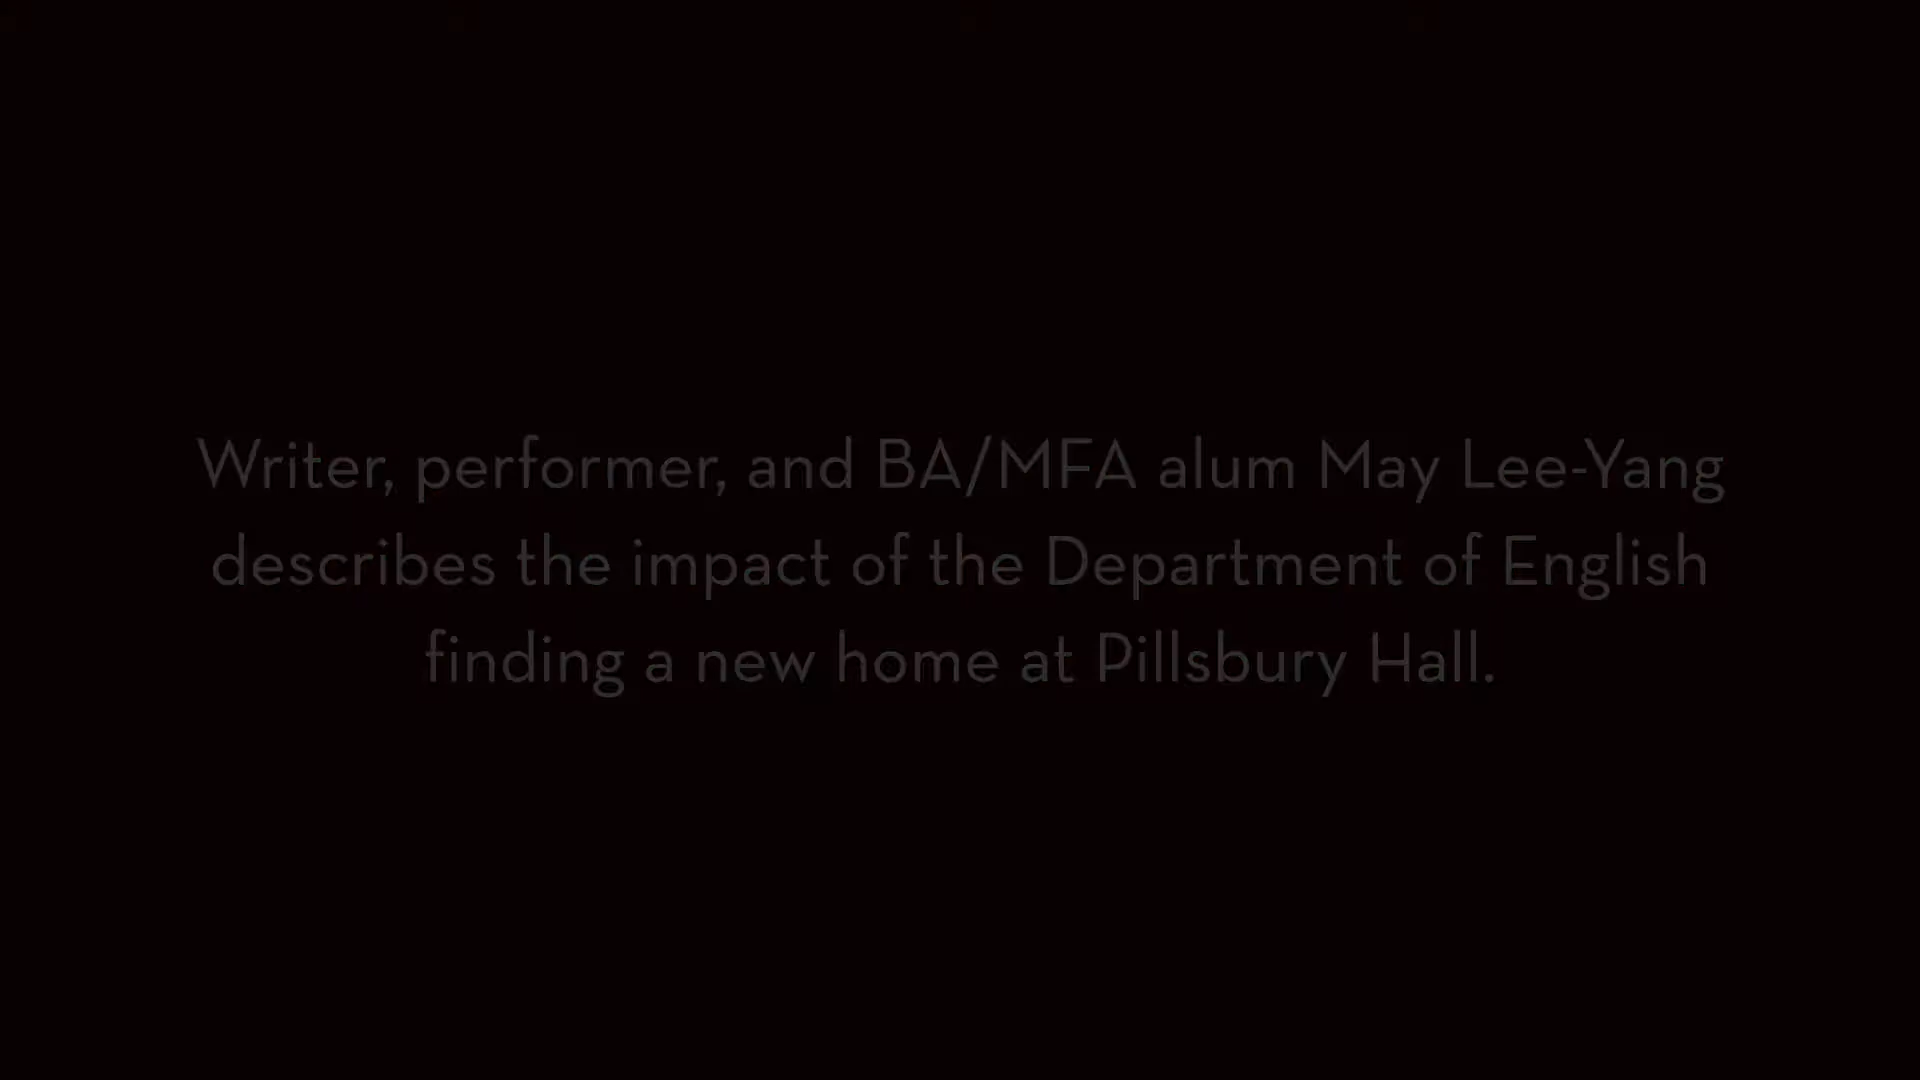 Writer, performer, and BA/MFA alum May Lee-Yang
describes the impact of the Department of English
finding a new home at Pillsbury Hall.